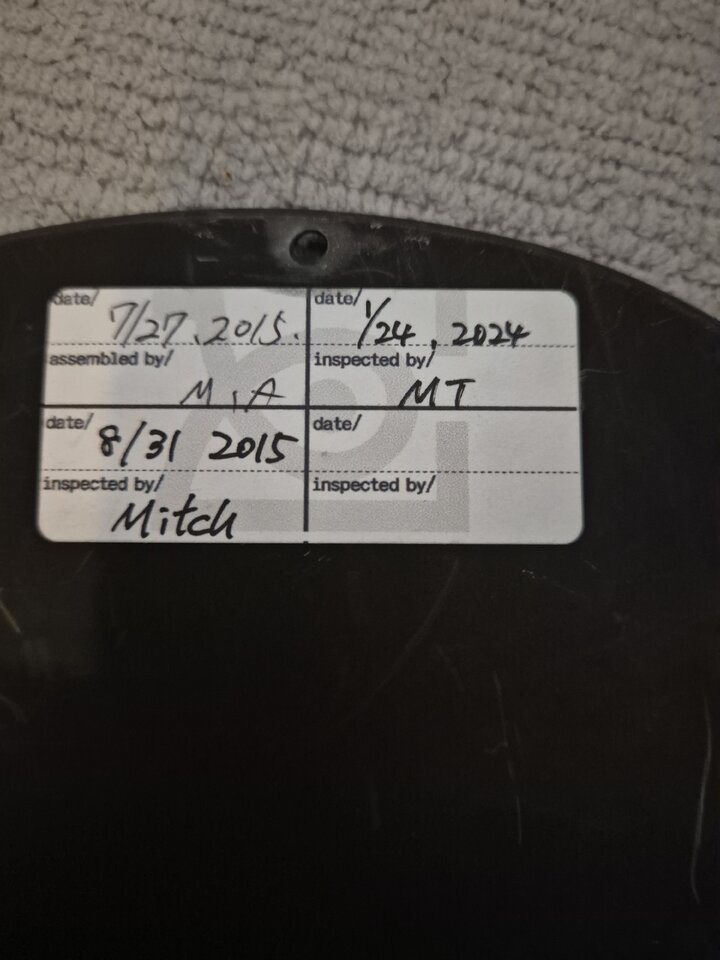 date/ 7/27.2015.
assembled by/
M.A
date/ 8/31 2015
inspected by/
Mitch
date/ 1/24, 2024
inspected by/
MT
date/
inspected by/